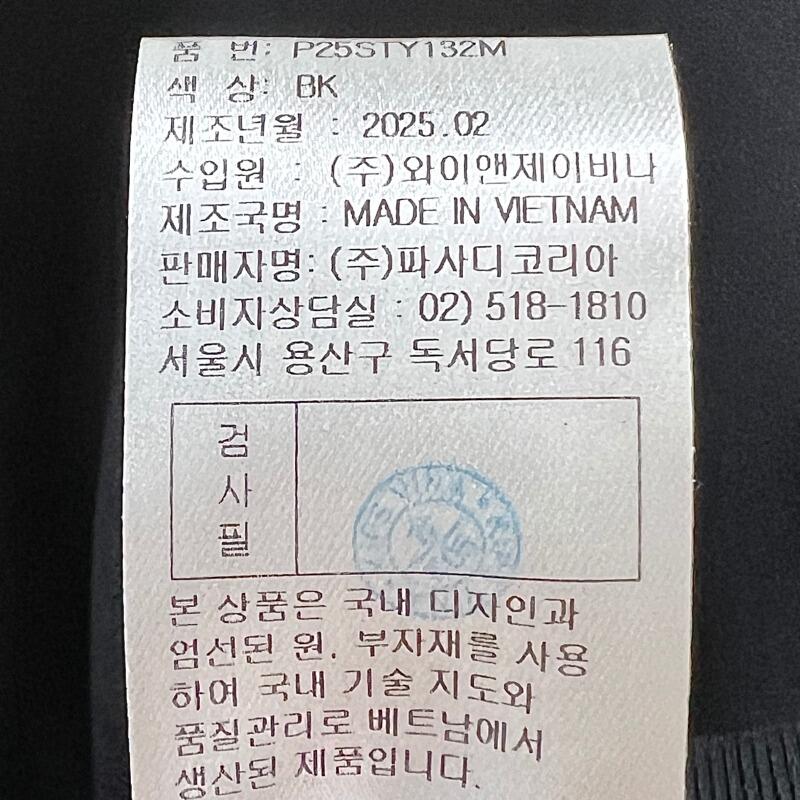 품 번: P25STY132M
색 상: BK
제조년월 : 2025.02
수입원 : (주)와이앤제이비나
제조국명 : MADE IN VIETNAM
판매자명: (주)파사디코리아
소비자상담실 : 02) 518-1810
서울시 용산구 독서당로 116
검
사
필
본 상품은 국내 디자인과
엄선된 원, 부자재를 사용
하여 국내 기술 지도와
품질관리로 베트남에서
생산된 제품입니다.